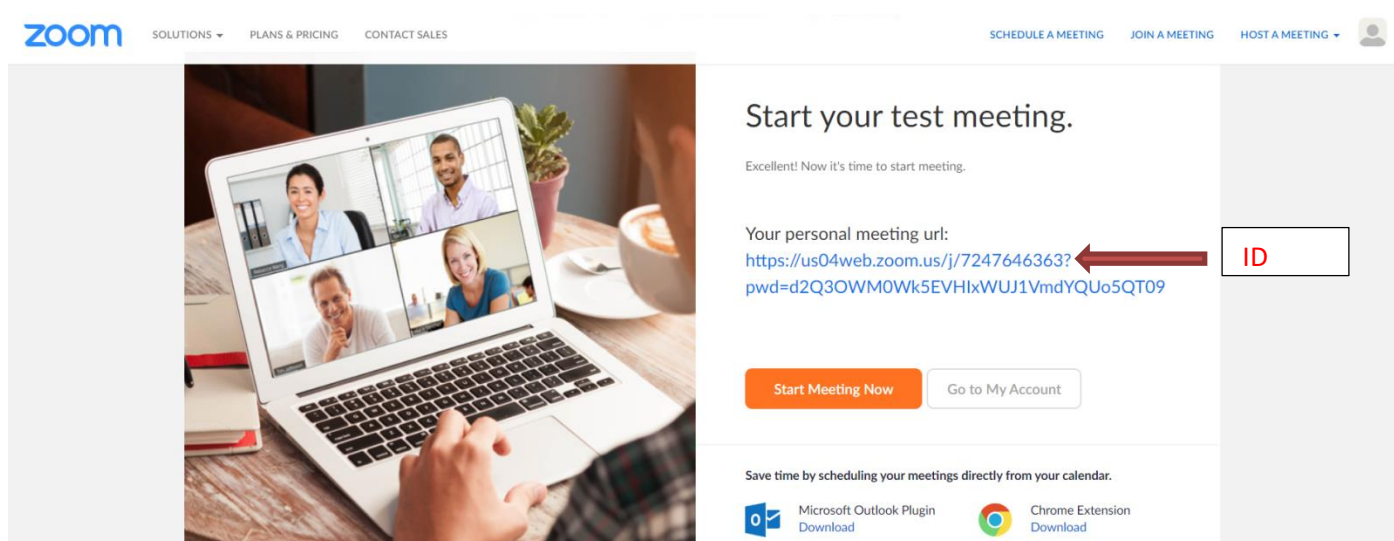 zoom SOLUTIONS PLANS & PRICING CONTACT SALES SCHEDULE A MEETING JOIN A MEETING HOST A MEETING
Start your test meeting.
Excellent! Now it's time to start meeting.
Your personal meeting url:
https://us04web.zoom.us/j/7247646363?
ID
pwd=d2Q3OWM0Wk5EVHIxWUJ1VmdYQUo5QT09
Start Meeting Now Go to My Account
Save time by scheduling your meetings directly from your calendar.
Microsoft Outlook Plugin
Download
Chrome Extension
Download